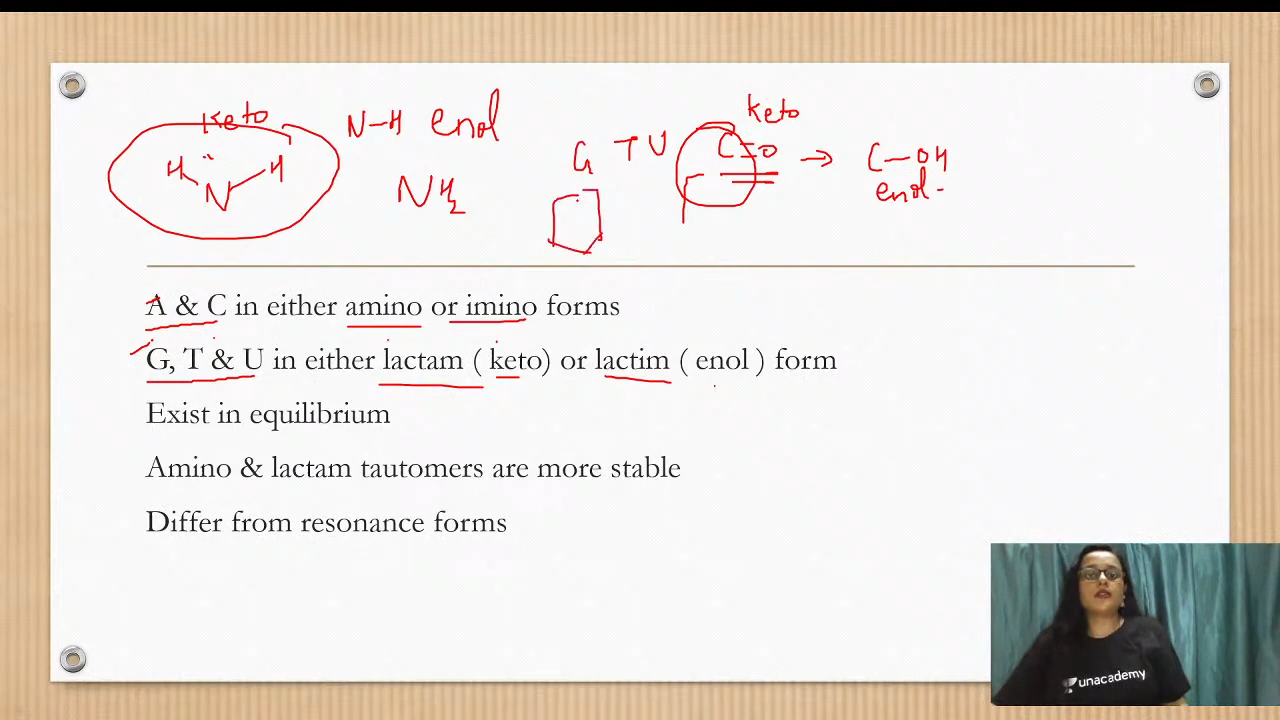 Keto N-H enol
H N H NH2
G T U C=O → C-OH
keto enol
A & C in either amino or imino forms
G, T & U in either lactam ( keto) or lactim ( enol ) form
Exist in equilibrium
Amino & lactam tautomers are more stable
Differ from resonance forms
unacademy